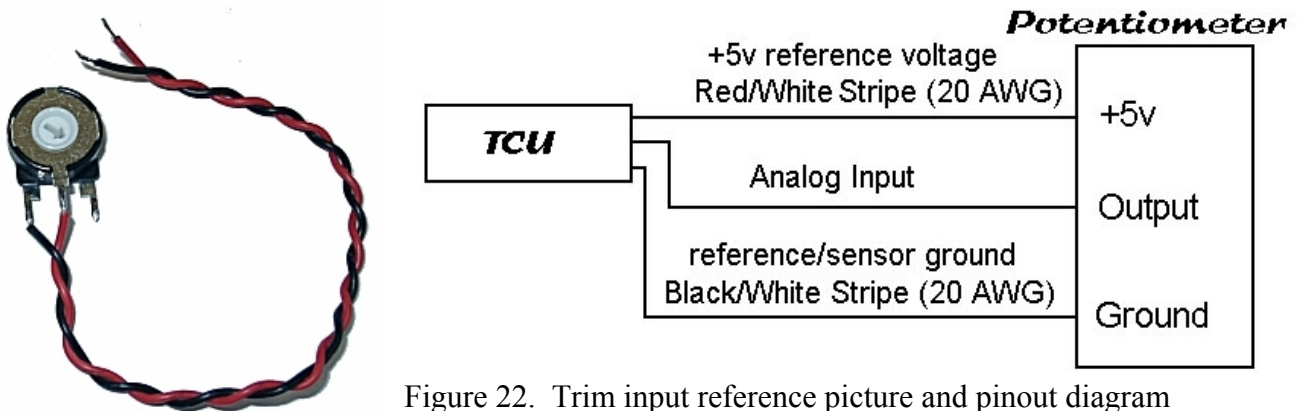 Potentiometer
+5v reference voltage
Red/White Stripe (20 AWG)
+5v
TCU
Analog Input
Output
reference/sensor ground
Black/White Stripe (20 AWG)
Ground
Figure 22.  Trim input reference picture and pinout diagram